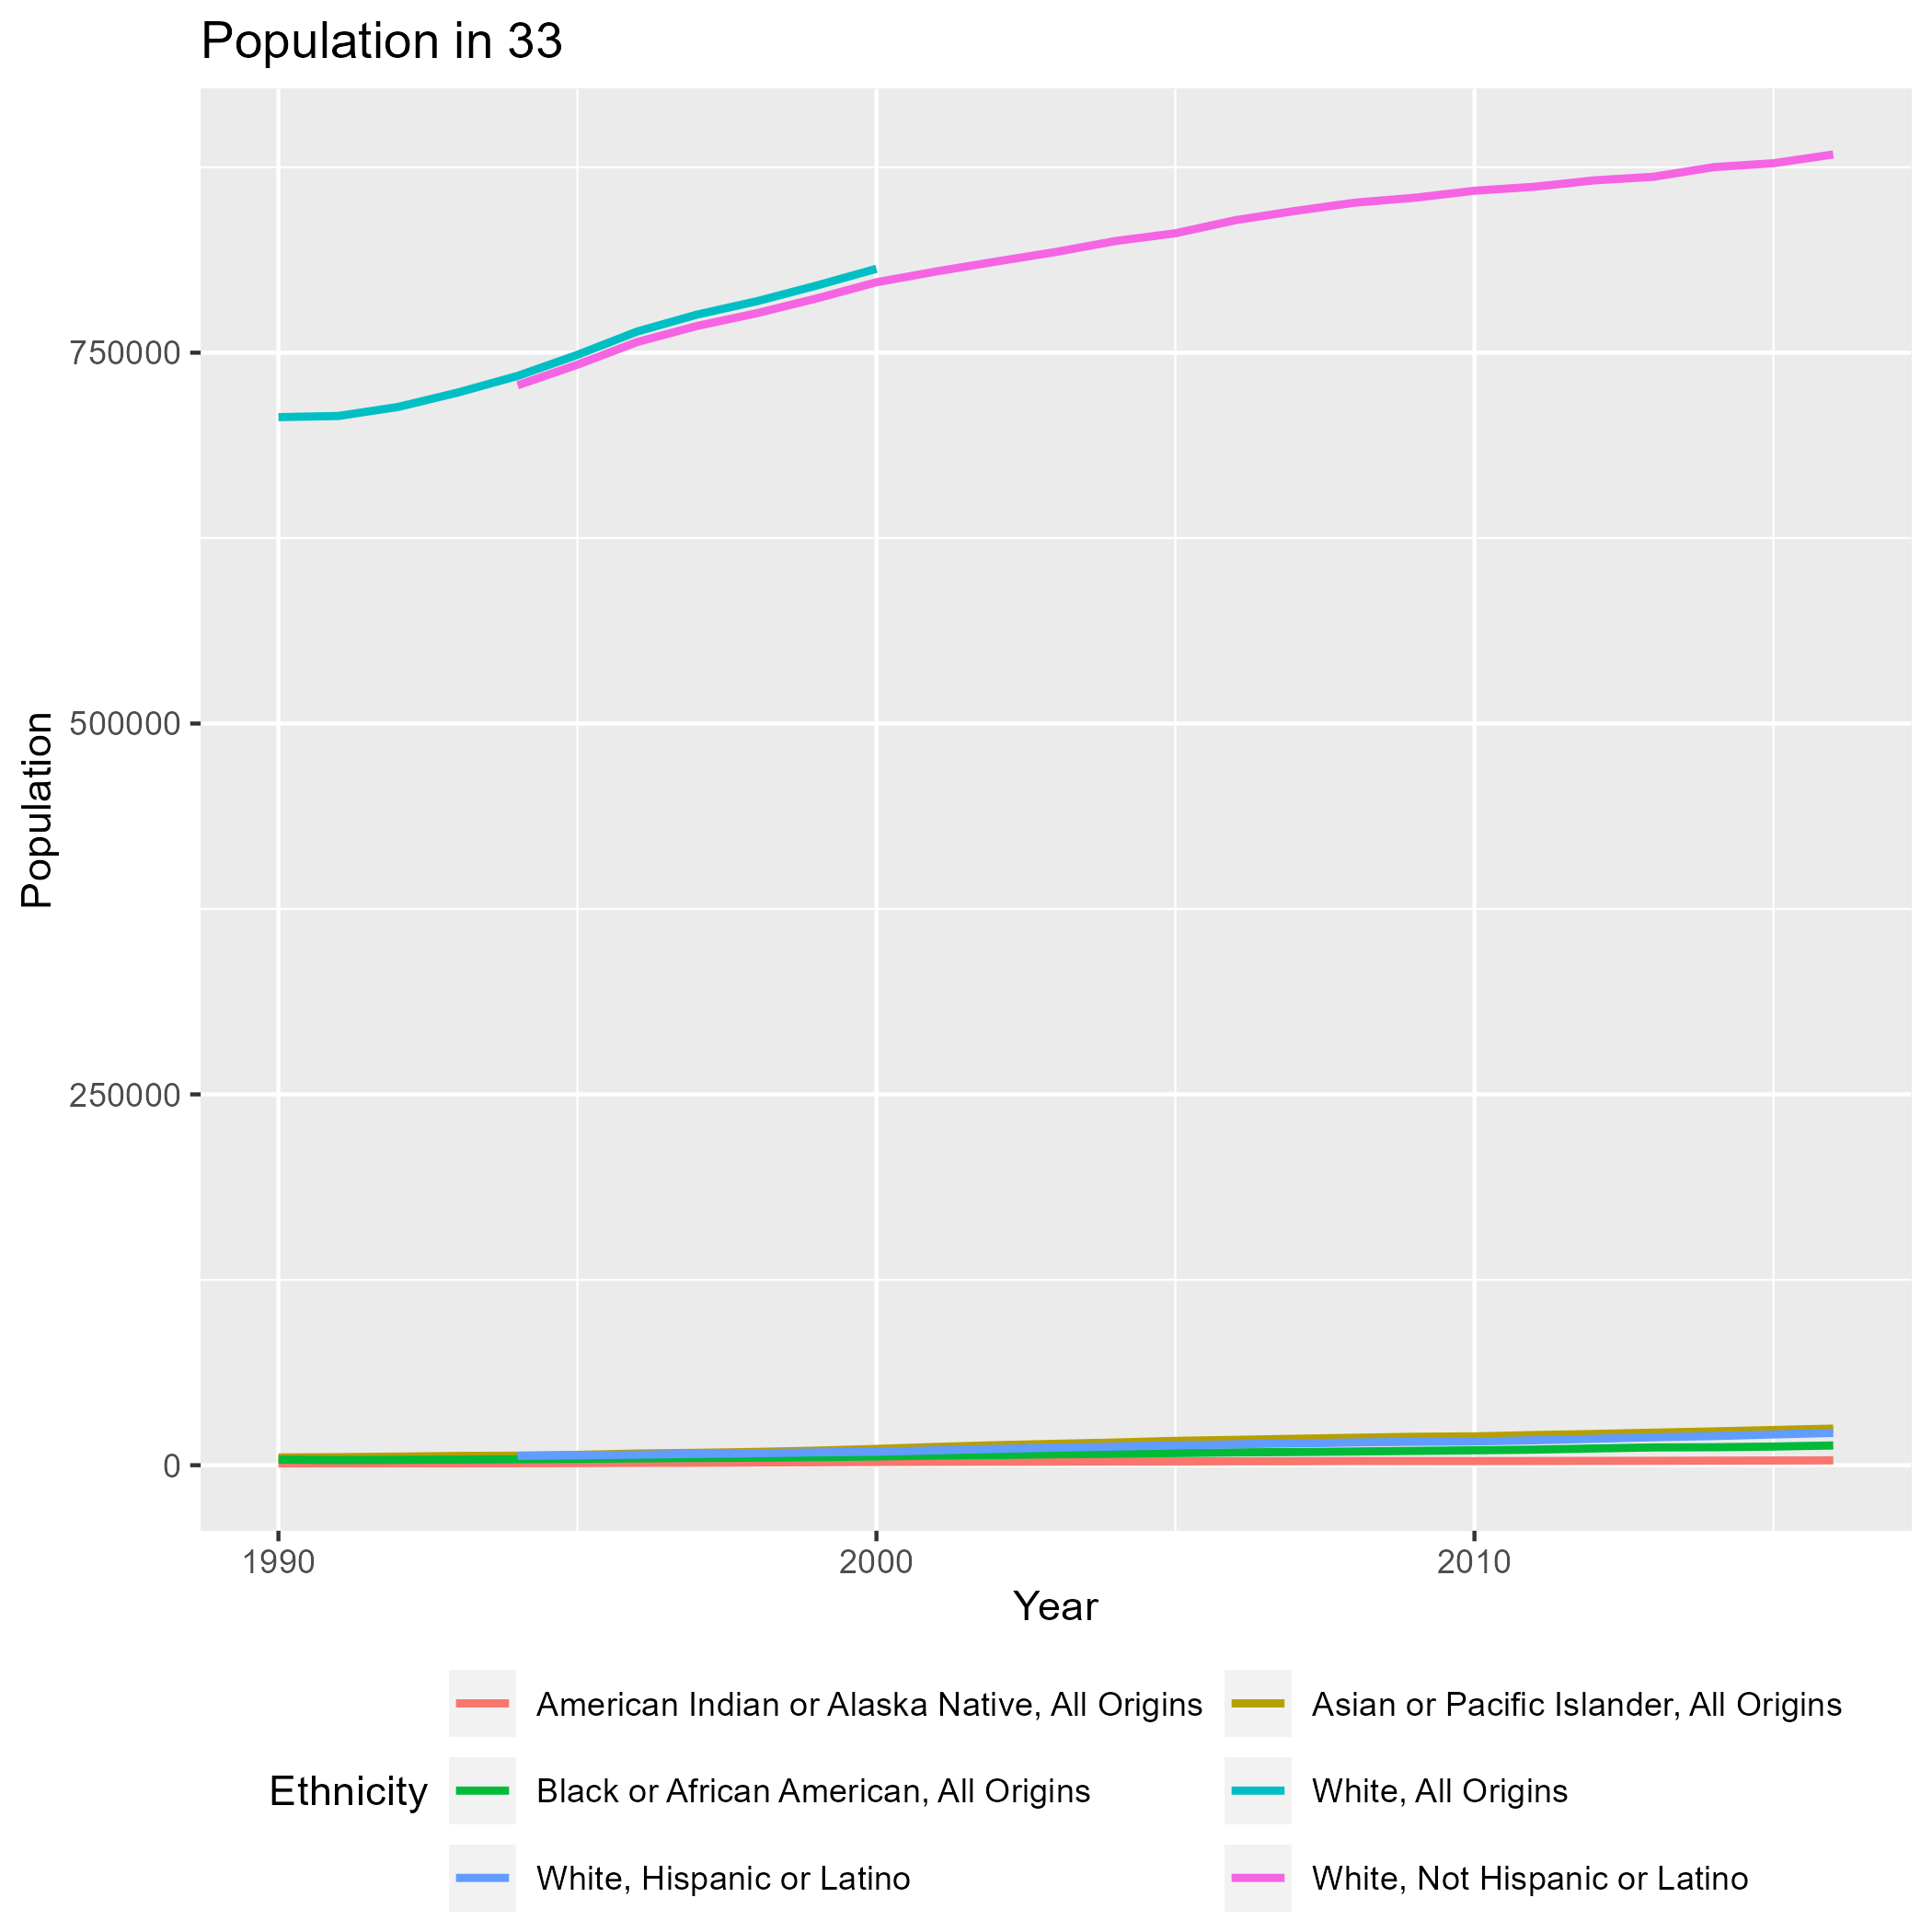 Population in 33
Population
750000
500000
250000
0
1990 2000 2010
Year
Ethnicity
American Indian or Alaska Native, All Origins
Asian or Pacific Islander, All Origins
Black or African American, All Origins
White, All Origins
White, Hispanic or Latino
White, Not Hispanic or Latino